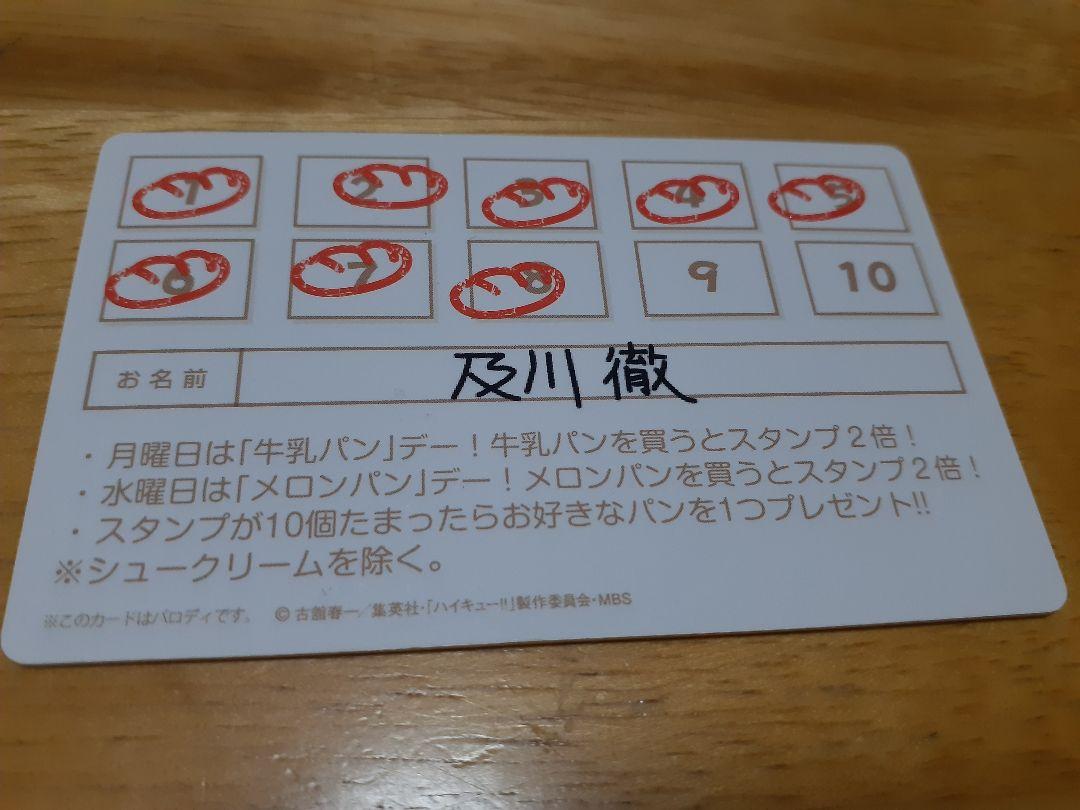 1 2 3 4 5
6 7 8 9 10
お名前 及川 徹
・月曜日は「牛乳パン」デー！牛乳パンを買うとスタンプ２倍！
・水曜日は「メロンパン」デー！メロンパンを買うとスタンプ２倍！
・スタンプが10個たまったらお好きなパンを1つプレゼント!!
※シュークリームを除く。
※このカードはパロディです。 © 古舘春一／集英社・「ハイキュー!!」製作委員会・MBS